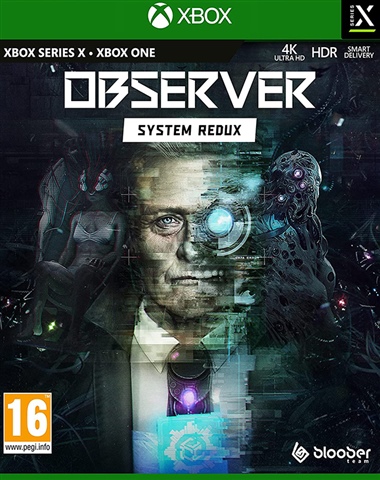 XBOX
SERIES X
XBOX SERIES X • XBOX ONE
4K
ULTRA HD
HDR
SMART
DELIVERY
OBSERVER
SYSTEM REDUX
16
www.pegi.info
bloober
team